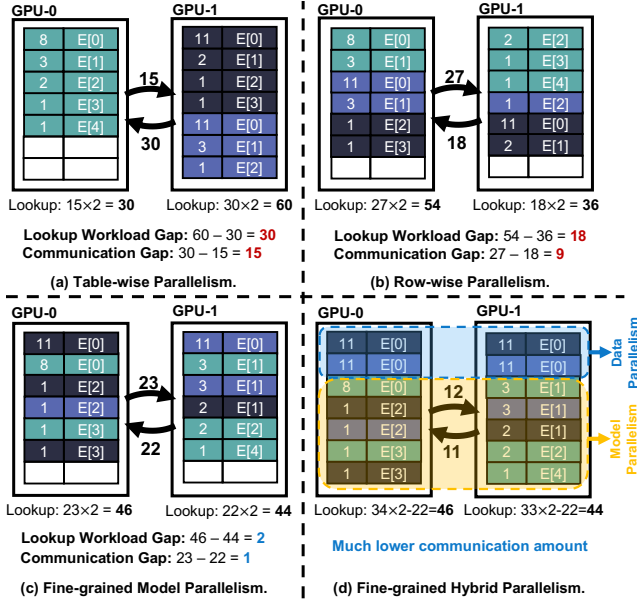 GPU-0
GPU-1
8 E[0]
3 E[1]
2 E[2]
1 E[3]
1 E[4]
15
30
11 E[0]
2 E[1]
1 E[2]
1 E[3]
11 E[0]
3 E[1]
1 E[2]
Lookup: 15×2 = 30
Lookup: 30×2 = 60
Lookup Workload Gap: 60 – 30 = 30
Communication Gap: 30 – 15 = 15
(a) Table-wise Parallelism.
GPU-0
GPU-1
8 E[0]
3 E[1]
11 E[0]
3 E[1]
1 E[2]
1 E[3]
27
18
2 E[2]
1 E[3]
1 E[4]
1 E[2]
11 E[0]
2 E[1]
Lookup: 27×2 = 54
Lookup: 18×2 = 36
Lookup Workload Gap: 54 – 36 = 18
Communication Gap: 27 – 18 = 9
(b) Row-wise Parallelism.
GPU-0
GPU-1
11 E[0]
8 E[0]
1 E[2]
1 E[2]
1 E[3]
1 E[3]
23
22
11 E[0]
3 E[1]
3 E[1]
2 E[1]
2 E[2]
1 E[4]
Lookup: 23×2 = 46
Lookup: 22×2 = 44
Lookup Workload Gap: 46 – 44 = 2
Communication Gap: 23 – 22 = 1
(c) Fine-grained Model Parallelism.
GPU-0
GPU-1
11 E[0]
11 E[0]
8 E[0]
1 E[2]
1 E[2]
1 E[3]
1 E[3]
12
11
11 E[0]
11 E[0]
3 E[1]
3 E[1]
2 E[1]
2 E[2]
1 E[4]
Data
Parallelism
Model
Parallelism
Lookup: 34×2-22=46
Lookup: 33×2-22=44
Much lower communication amount
(d) Fine-grained Hybrid Parallelism.